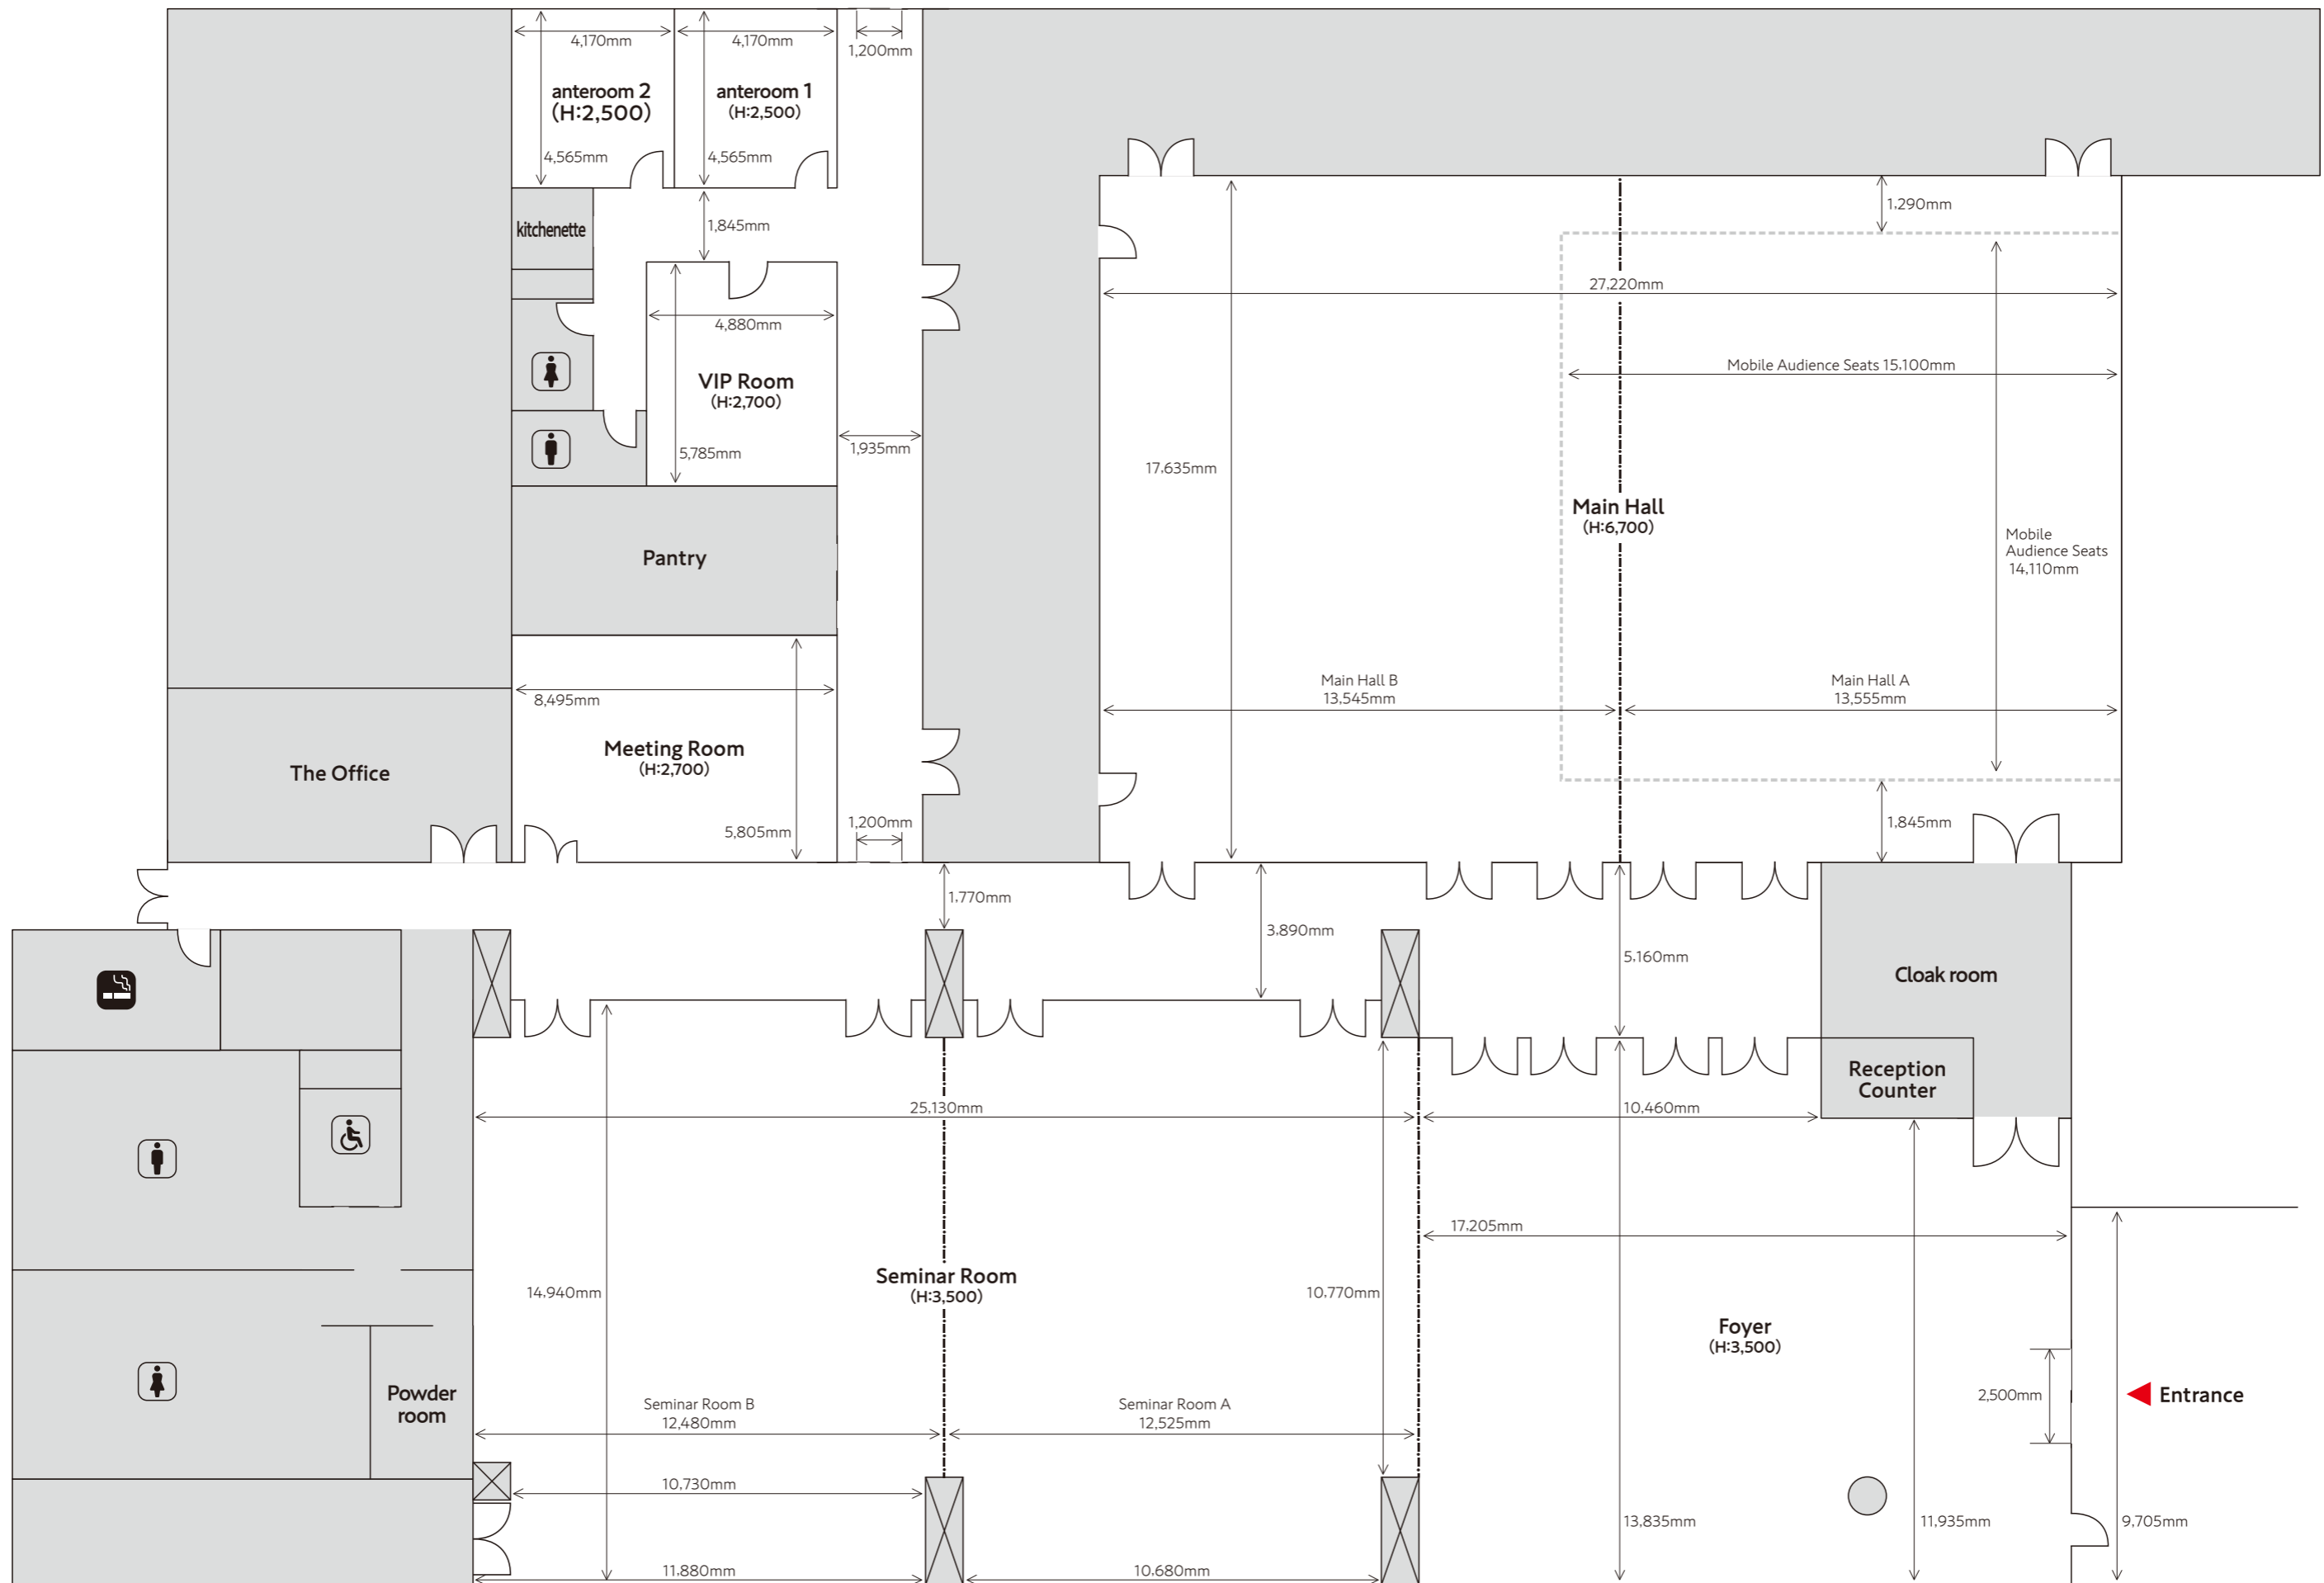 4,170mm
4,170mm
1,200mm
anteroom 2
(H:2,500)
anteroom 1
(H:2,500)
4,565mm
4,565mm
kitchenette
1,845mm
1.290mm
27,220mm
4,880mm
Mobile Audience Seats 15.100mm
VIP Room
(H:2,700)
5,785mm
1,935mm
17.635mm
Main Hall
(H:6,700)
Pantry
Mobile
Audience Seats
14,110mm
Main Hall B
13,545mm
Main Hall A
13,555mm
8,495mm
Meeting Room
(H:2,700)
The Office
5,805mm
1,200mm
1,845mm
1.770mm
3.890mm
5.160mm
Cloak room
Reception
Counter
25,130mm
10,460mm
17.205mm
Seminar Room
(H:3,500)
14.940mm
10.770mm
Foyer
(H:3,500)
Powder
room
Seminar Room B
12,480mm
Seminar Room A
12,525mm
2,500mm
Entrance
10,730mm
13,835mm
11,935mm
9,705mm
11.880mm
10.680mm